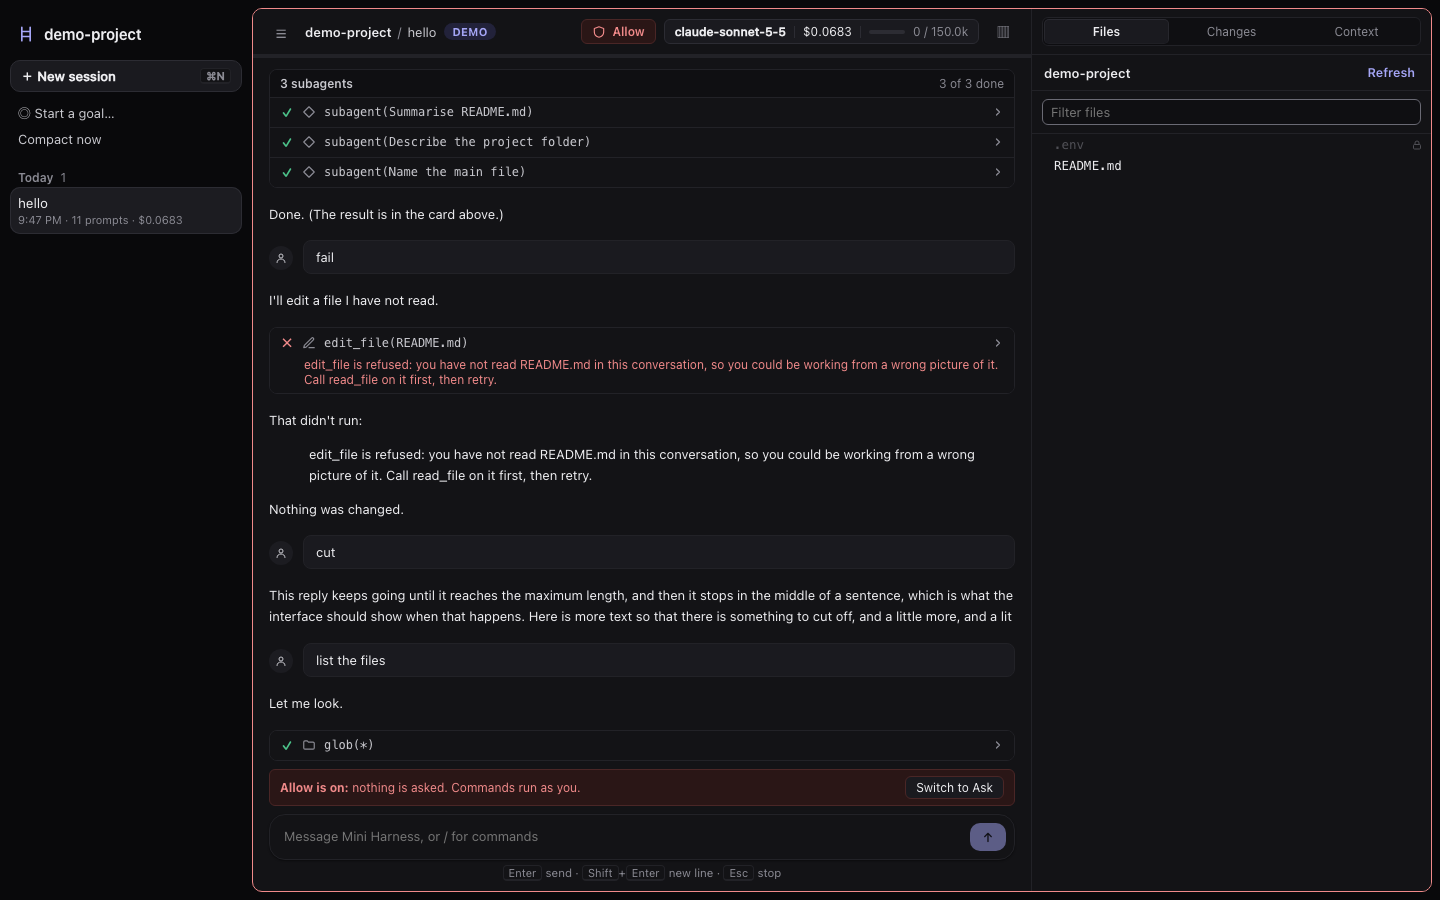 demo-project
+ New session ⌘N
Start a goal...
Compact now
Today 1
hello
9:47 PM · 11 prompts · $0.0683
demo-project / hello DEMO
Allow
claude-sonnet-5-5 $0.0683 0 / 150.0k
3 subagents 3 of 3 done
subagent(Summarise README.md)
subagent(Describe the project folder)
subagent(Name the main file)
Done. (The result is in the card above.)
fail
I'll edit a file I have not read.
edit_file(README.md)
edit_file is refused: you have not read README.md in this conversation, so you could be working from a wrong picture of it.
Call read_file on it first, then retry.
That didn't run:
edit_file is refused: you have not read README.md in this conversation, so you could be working from a wrong
picture of it. Call read_file on it first, then retry.
Nothing was changed.
cut
This reply keeps going until it reaches the maximum length, and then it stops in the middle of a sentence, which is what the
interface should show when that happens. Here is more text so that there is something to cut off, and a little more, and a lit
list the files
Let me look.
glob(*)
Allow is on: nothing is asked. Commands run as you. Switch to Ask
Message Mini Harness, or / for commands
Enter send · Shift+Enter new line · Esc stop
Files Changes Context
demo-project Refresh
Filter files
.env
README.md